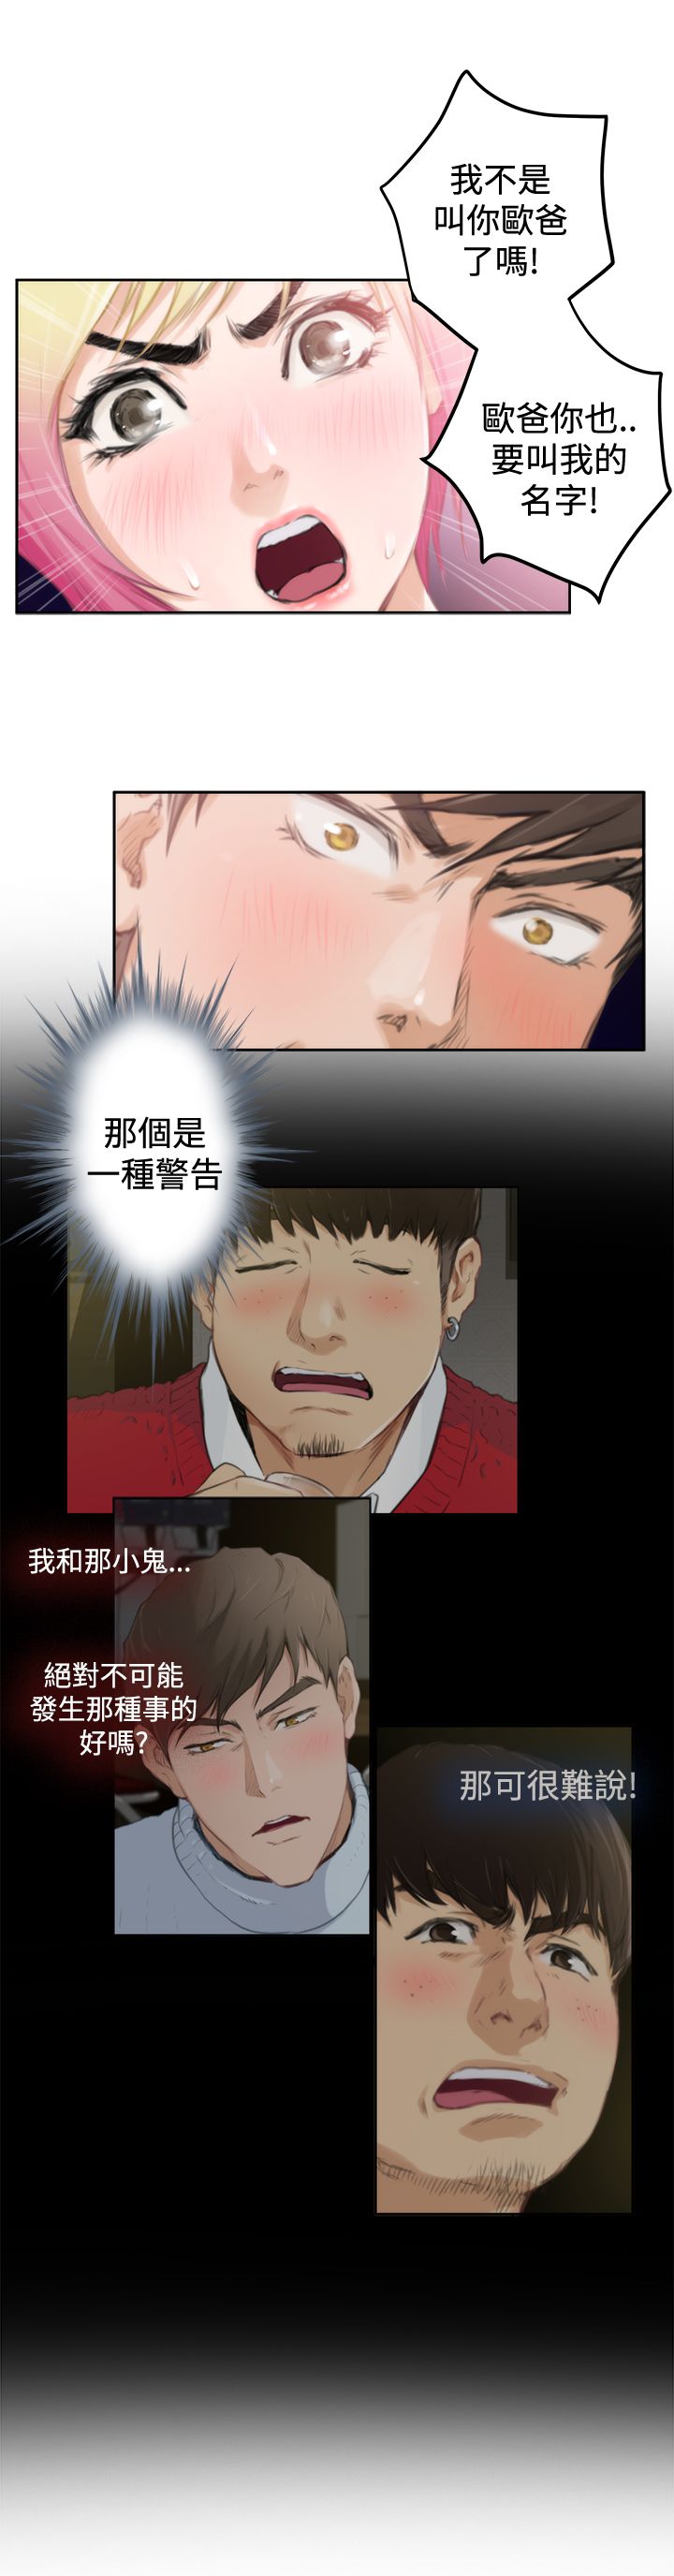 我不是
叫你歐爸
了嗎!
歐爸你也..
要叫我的
名字!
那個是
一種警告
我和那小鬼...
絕對不可能
發生那種事的
好嗎?
那可很難說!